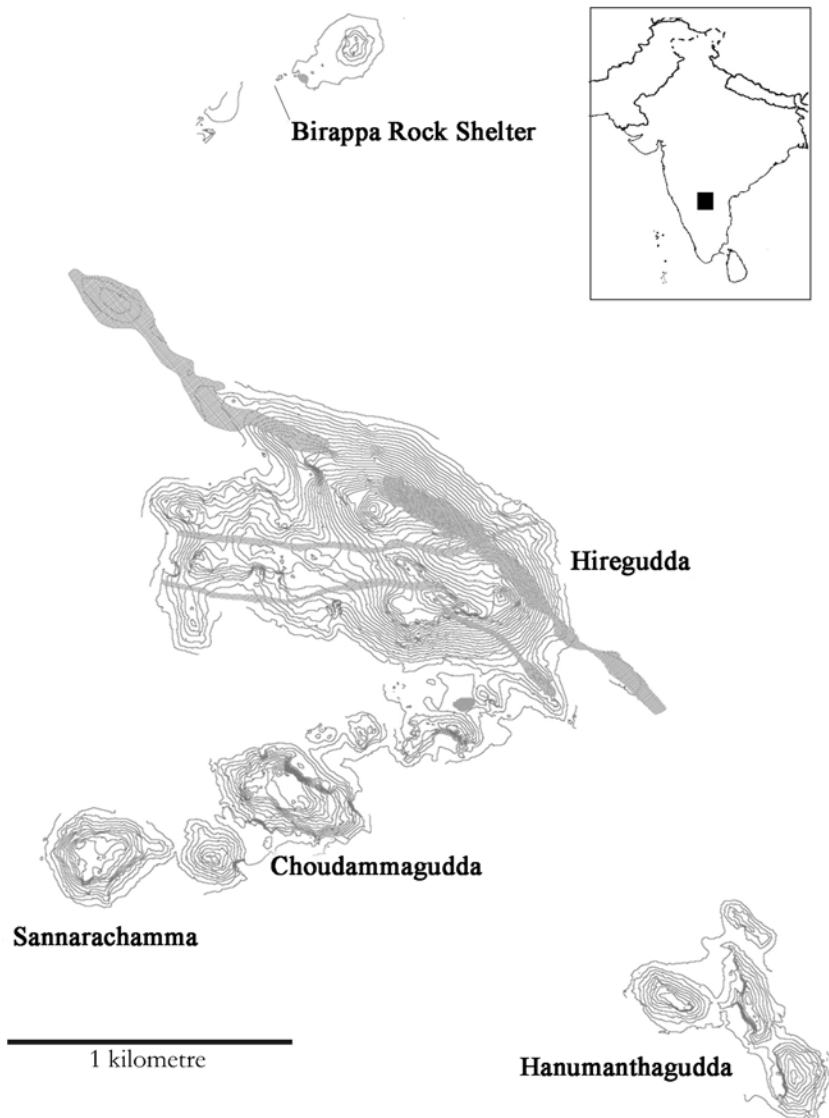 Birappa Rock Shelter
Hiregudda
Choudammagudda
Sannarachamma
1 kilometre
Hanumanthagudda